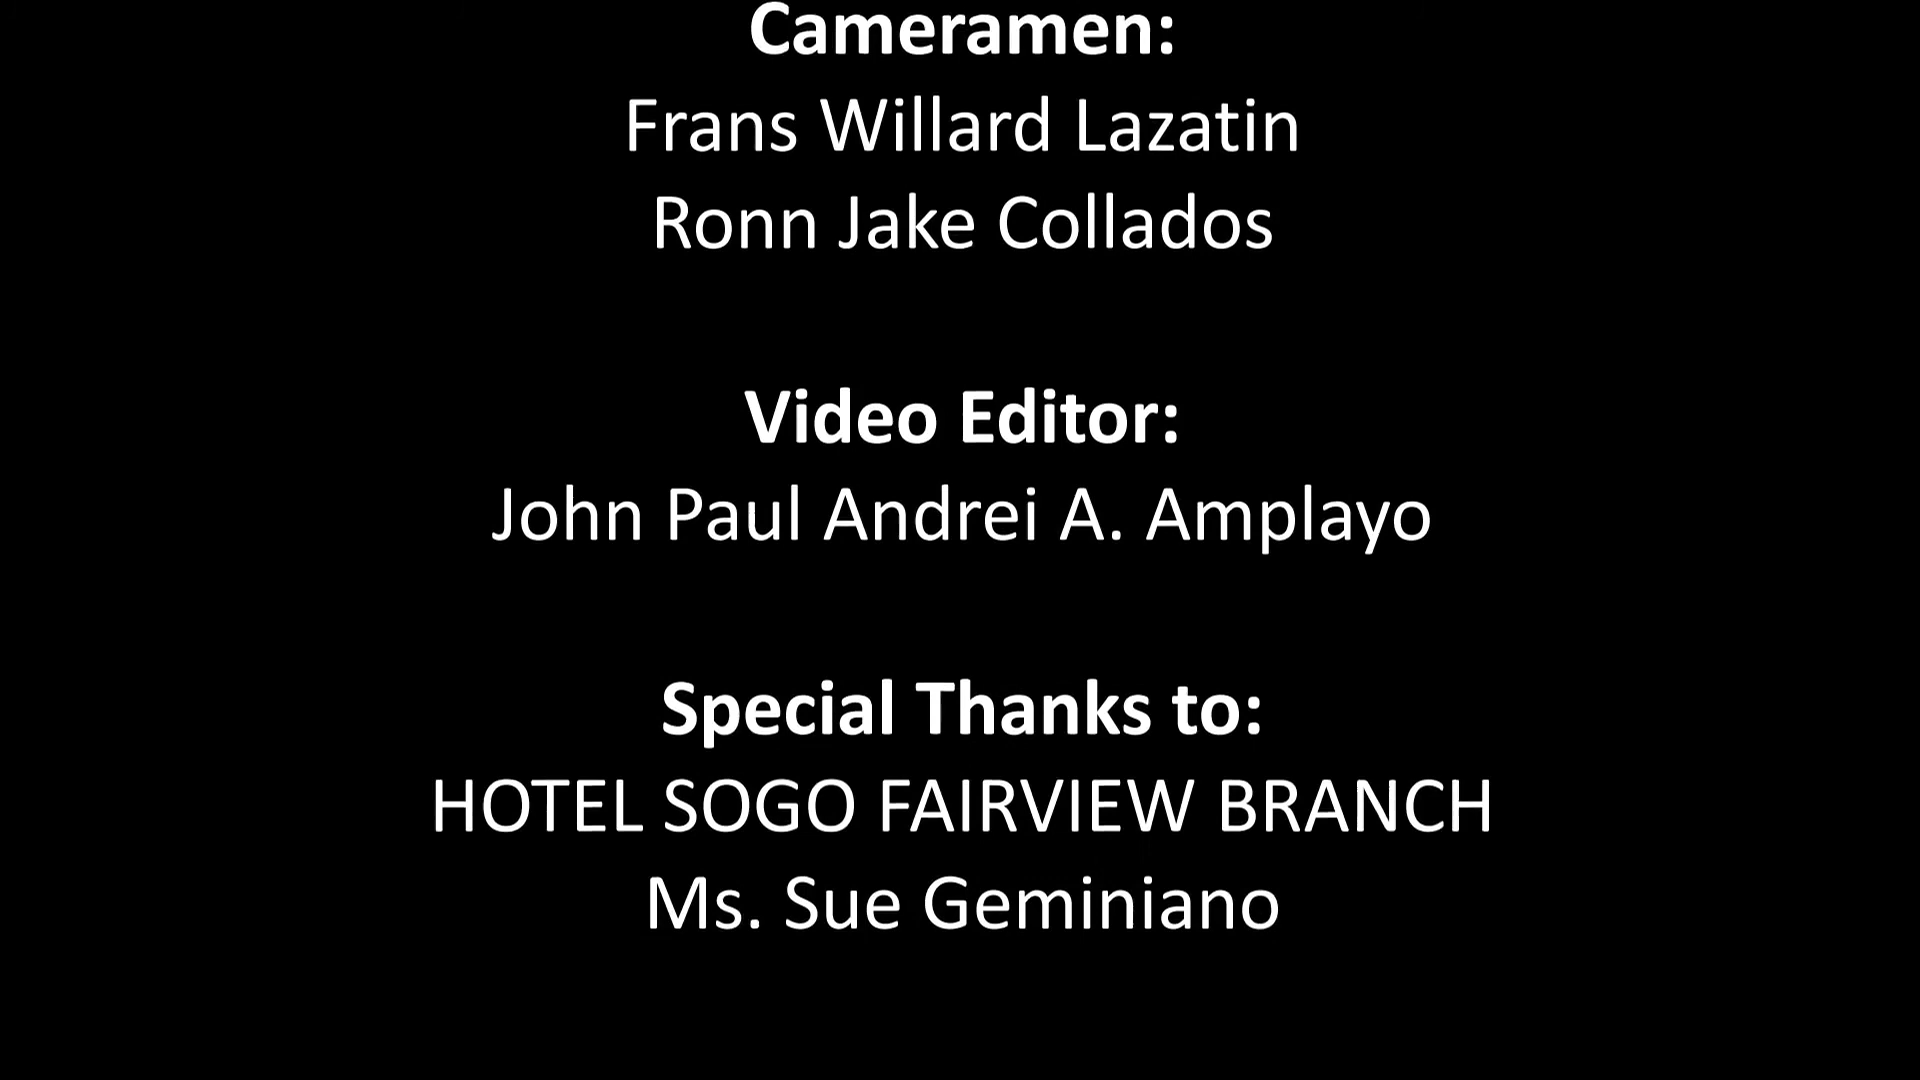 Cameramen:
Frans Willard Lazatin
Ronn Jake Collados
Video Editor:
John Paul Andrei A. Amplayo
Special Thanks to:
HOTEL SOGO FAIRVIEW BRANCH
Ms. Sue Geminiano